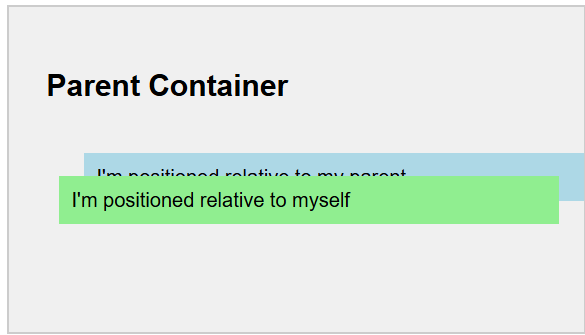 Parent Container
I'm positioned relative to my parent
I'm positioned relative to myself